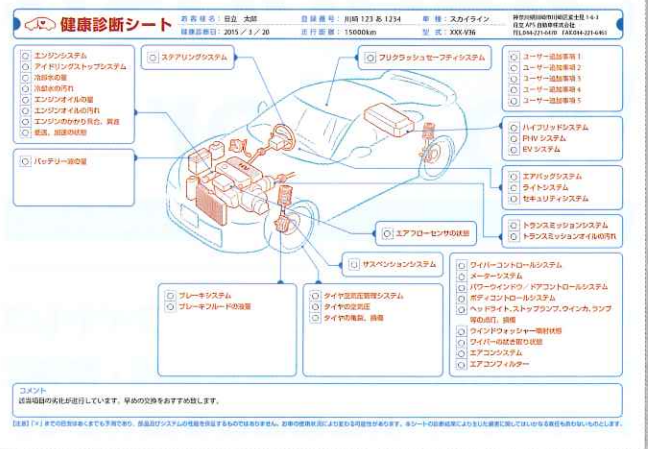 健康診断シート
お客様名：日立 太郎
登録番号：川崎 123 あ 1234
車種：スカイライン
健康診断日：2015 / 3 / 20
走行距離：15000km
型式：XXX-V36
エンジンシステム
アイドリングストップシステム
冷却水の量
冷却水の汚れ
エンジンオイルの量
エンジンオイルの汚れ
エンジンのかかり具合、異音
低速、加速の状態
バッテリー液の量
ステアリングシステム
プリクラッシュセーフティシステム
ユーザー追加事項 1
ユーザー追加事項 2
ユーザー追加事項 3
ユーザー追加事項 4
ユーザー追加事項 5
ハイブリッドシステム
PHV システム
EV システム
エアバックシステム
ライトシステム
セキュリティシステム
トランスミッションシステム
トランスミッションオイルの汚れ
エアフローセンサの状態
サスペンションシステム
ブレーキシステム
ブレーキフルードの液量
タイヤ空気圧管理システム
タイヤの空気圧
タイヤの亀裂、損傷
ワイパーコントロールシステム
メーターシステム
パワーウインドウ／ドアコントロールシステム
ボディコントロールシステム
ヘッドライト、ストップランプ、ウインカ、ランプ
等の点灯、損傷
ウインドウォッシャー噴射状態
ワイパーの拭き取り状態
エアコンシステム
エアコンフィルター
HV
コメント
該当項目の劣化が進行しています。早めの交換をおすすめ致します。